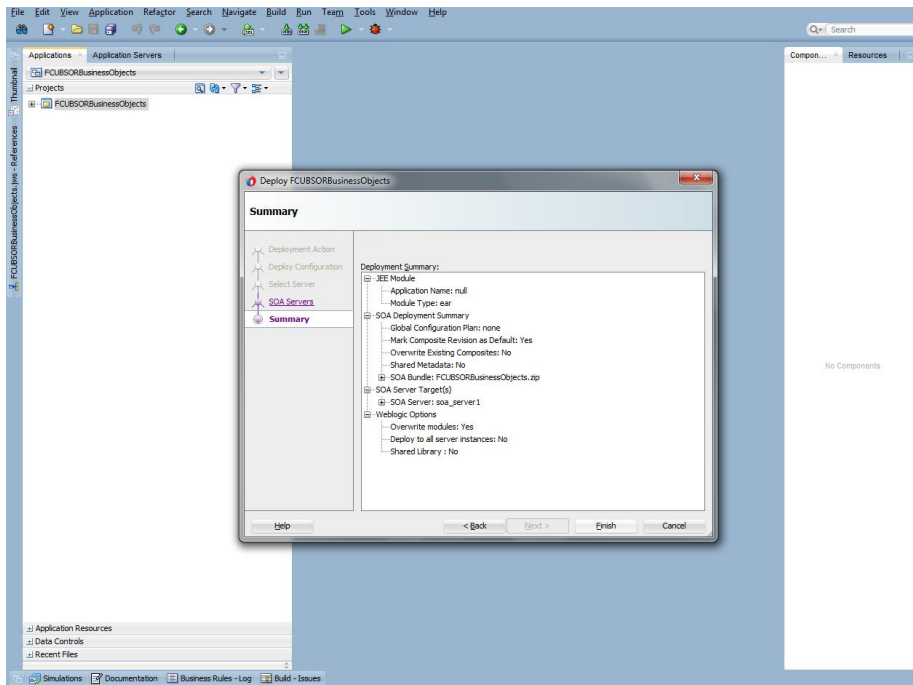 File Edit View Application Refactor Search Navigate Build Run Team Tools Window Help
Search
Applications
Application Servers
FCUBSORBusinessObjects
Projects
FCUBSORBusinessObjects
Thumbnail
FCUBSORBusinessObjects.jws - References
Compon...
Resources
No Components
Deploy FCUBSORBusinessObjects
Summary
Deployment Action
Deploy Configuration
Select Server
SOA Servers
Summary
Deployment Summary:
JEE Module
Application Name: null
Module Type: ear
SOA Deployment Summary
Global Configuration Plan: none
Mark Composite Revision as Default: Yes
Overwrite Existing Composites: No
Shared Metadata: No
SOA Bundle: FCUBSORBusinessObjects.zip
SOA Server Target(s)
SOA Server: soa_server1
Weblogic Options
Overwrite modules: Yes
Deploy to all server instances: No
Shared Library : No
Help
< Back
Next >
Finish
Cancel
Application Resources
Data Controls
Recent Files
Simulations
Documentation
Business Rules - Log
Build - Issues